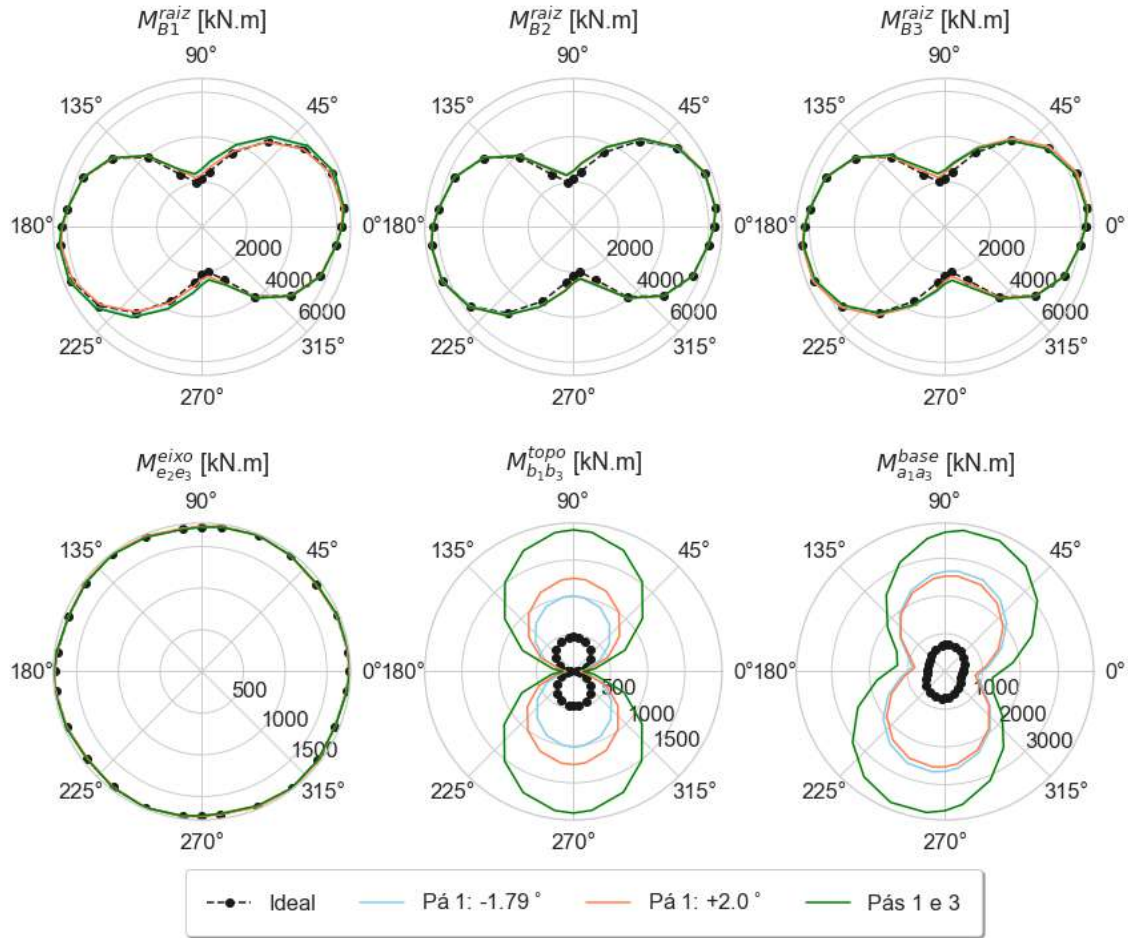 M_{B1}^{raiz} [kN.m] M_{B2}^{raiz} [kN.m] M_{B3}^{raiz} [kN.m]
90° 90° 90°
135° 45° 135° 45° 135° 45°
180° 0° 180° 0° 180° 0°
2000 2000 2000
4000 4000 4000
6000 6000 6000
225° 315° 225° 315° 225° 315°
270° 270° 270°
M_{e_2e_3}^{eixo} [kN.m] M_{b_1b_3}^{topo} [kN.m] M_{a_1a_3}^{base} [kN.m]
90° 90° 90°
135° 45° 135° 45° 135° 45°
180° 0° 180° 0° 180° 0°
500 500 1000
1000 1000 2000
1500 1500 3000
225° 315° 225° 315° 225° 315°
270° 270° 270°
Ideal Pá 1: -1.79 ° Pá 1: +2.0 ° Pás 1 e 3